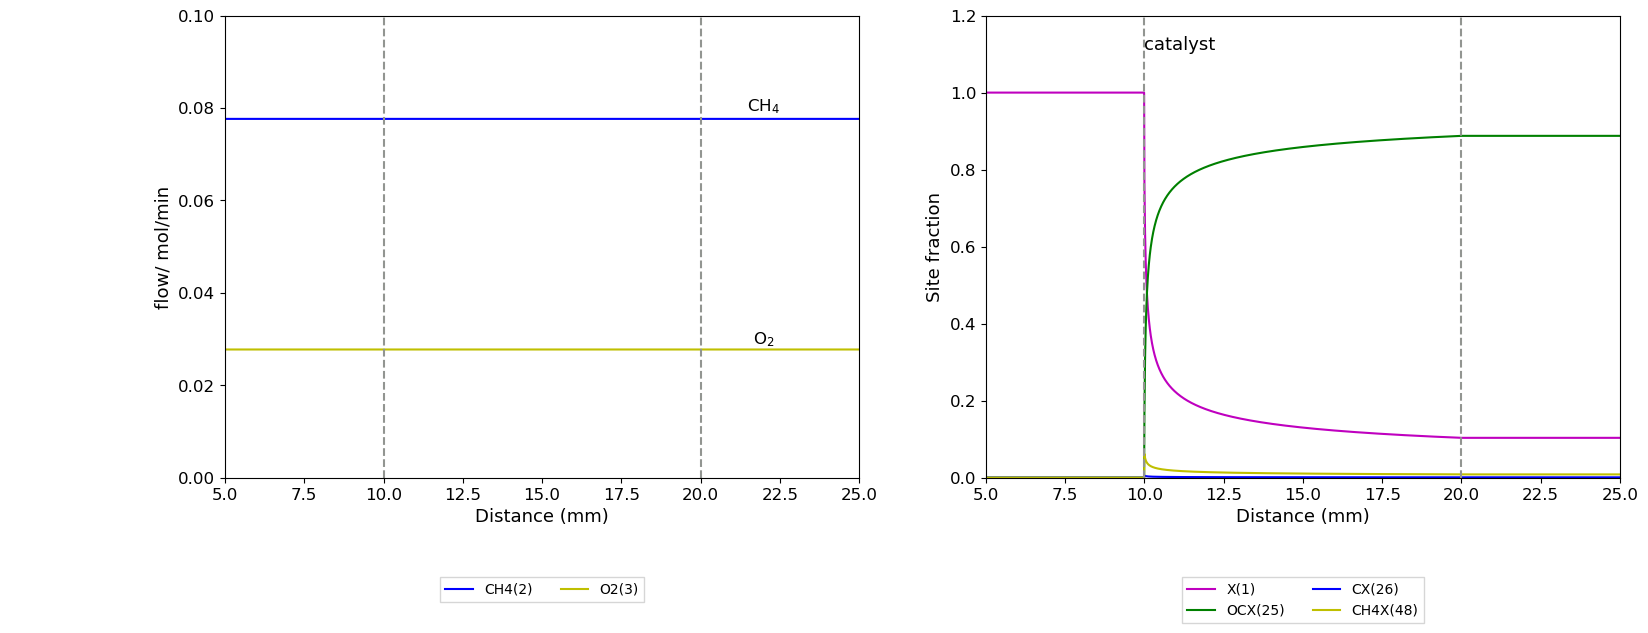 0.10
0.08
0.06
0.04
0.02
0.00
flow/ mol/min
CH₄
O₂
5.0 7.5 10.0 12.5 15.0 17.5 20.0 22.5 25.0
Distance (mm)
CH4(2) O2(3)
1.2
1.0
0.8
0.6
0.4
0.2
0.0
Site fraction
catalyst
5.0 7.5 10.0 12.5 15.0 17.5 20.0 22.5 25.0
Distance (mm)
X(1) CX(26)
OCX(25) CH4X(48)